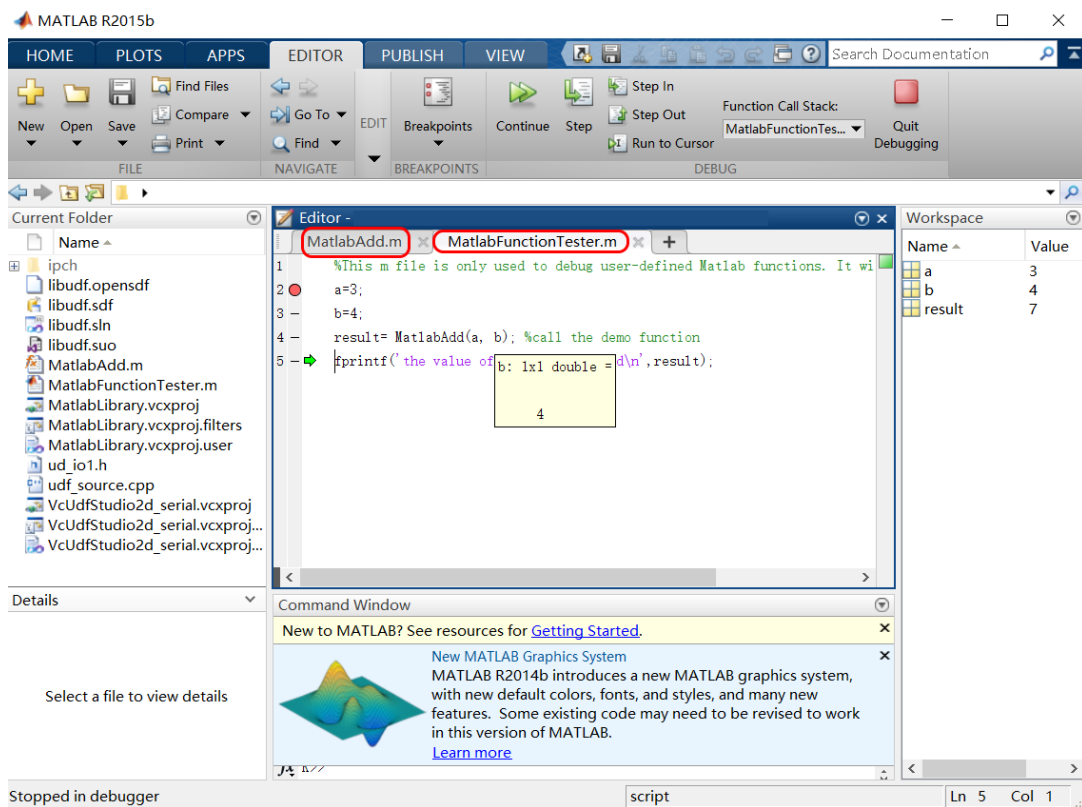 MATLAB R2015b
HOME PLOTS APPS EDITOR PUBLISH VIEW Search Documentation
New Open Save Find Files Compare Print
FILE
Go To Find
NAVIGATE
EDIT
Breakpoints
BREAKPOINTS
Continue Step Step In Step Out Run to Cursor
Function Call Stack:
MatlabFunctionTes...
Quit Debugging
DEBUG
Current Folder
Name
ipch
libudf.opensdf
libudf.sdf
libudf.sln
libudf.suo
MatlabAdd.m
MatlabFunctionTester.m
MatlabLibrary.vcxproj
MatlabLibrary.vcxproj.filters
MatlabLibrary.vcxproj.user
ud_io1.h
udf_source.cpp
VcUdfStudio2d_serial.vcxproj
VcUdfStudio2d_serial.vcxproj...
VcUdfStudio2d_serial.vcxproj...
Details
Select a file to view details
Editor -
MatlabAdd.m MatlabFunctionTester.m
1 %This m file is only used to debug user-defined Matlab functions. It wi
2 a=3;
3 – b=4;
4 – result= MatlabAdd(a, b); %call the demo function
5 – fprintf('the value of d\n',result);
b: 1x1 double =
4
Command Window
New to MATLAB? See resources for Getting Started.
New MATLAB Graphics System
MATLAB R2014b introduces a new MATLAB graphics system,
with new default colors, fonts, and styles, and many new
features. Some existing code may need to be revised to work
in this version of MATLAB.
Learn more
Workspace
Name Value
a 3
b 4
result 7
Stopped in debugger script Ln 5 Col 1